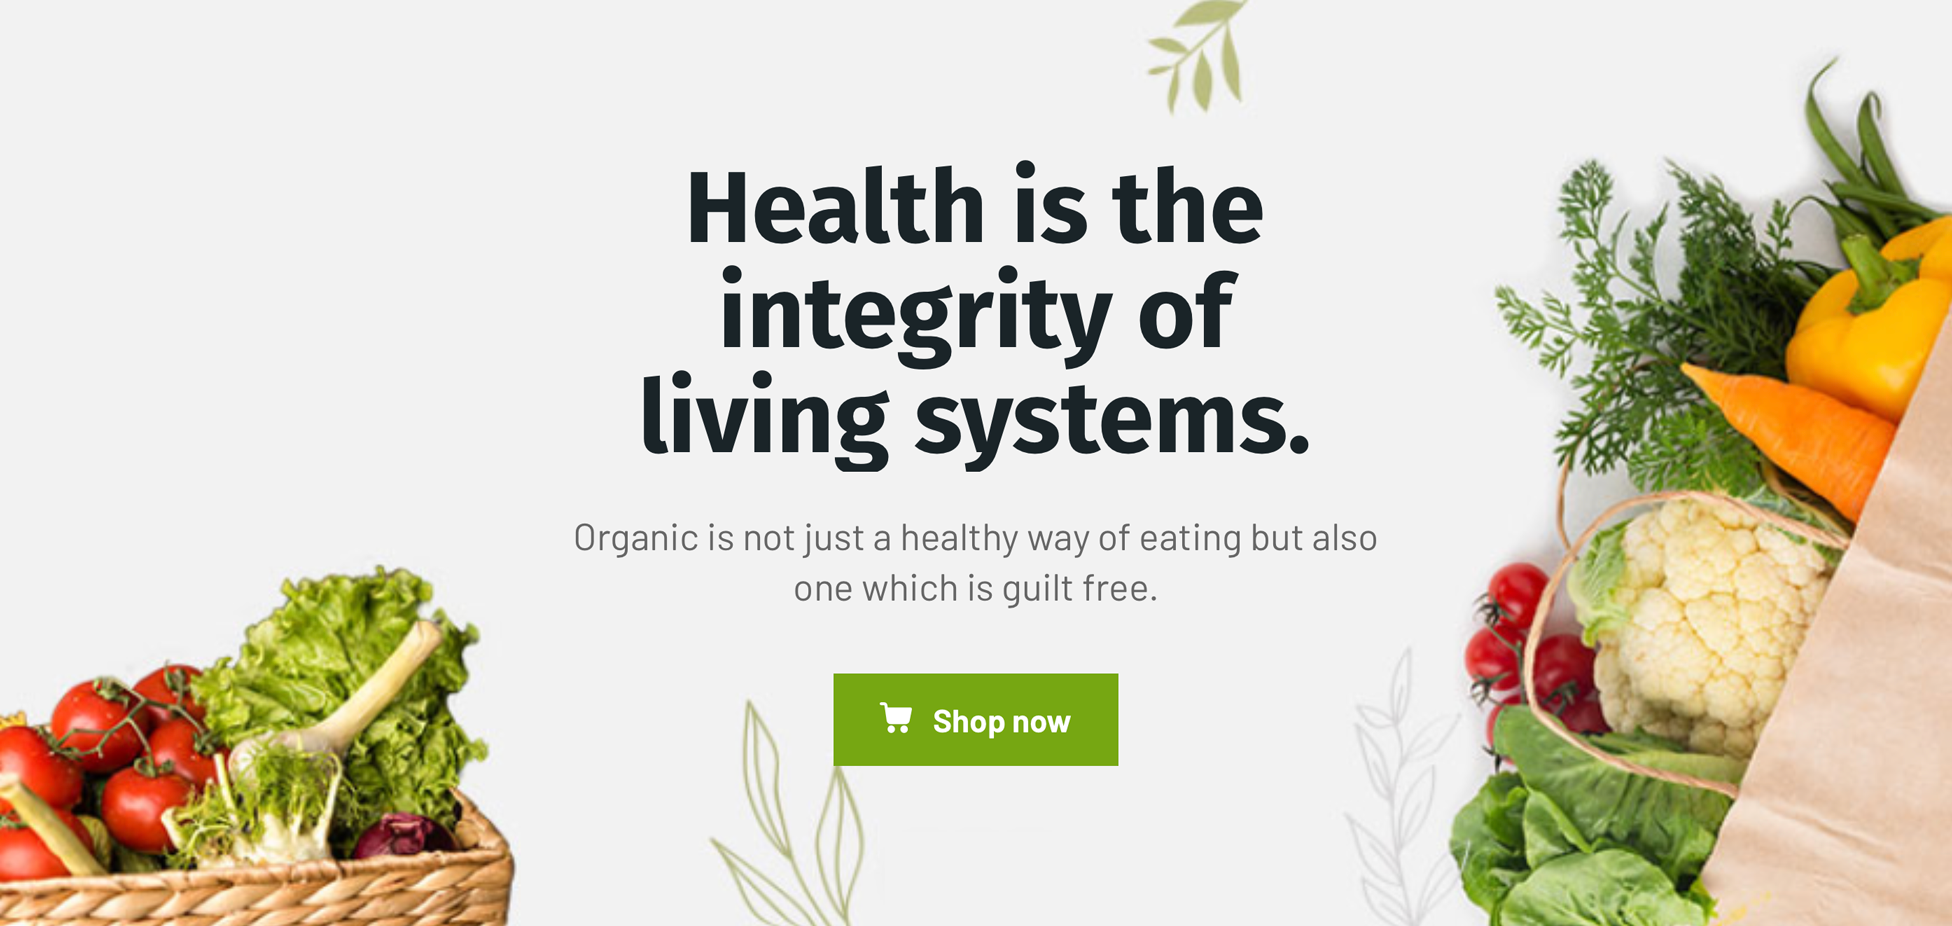 Health is the
integrity of
living systems.
Organic is not just a healthy way of eating but also
one which is guilt free.
Shop now